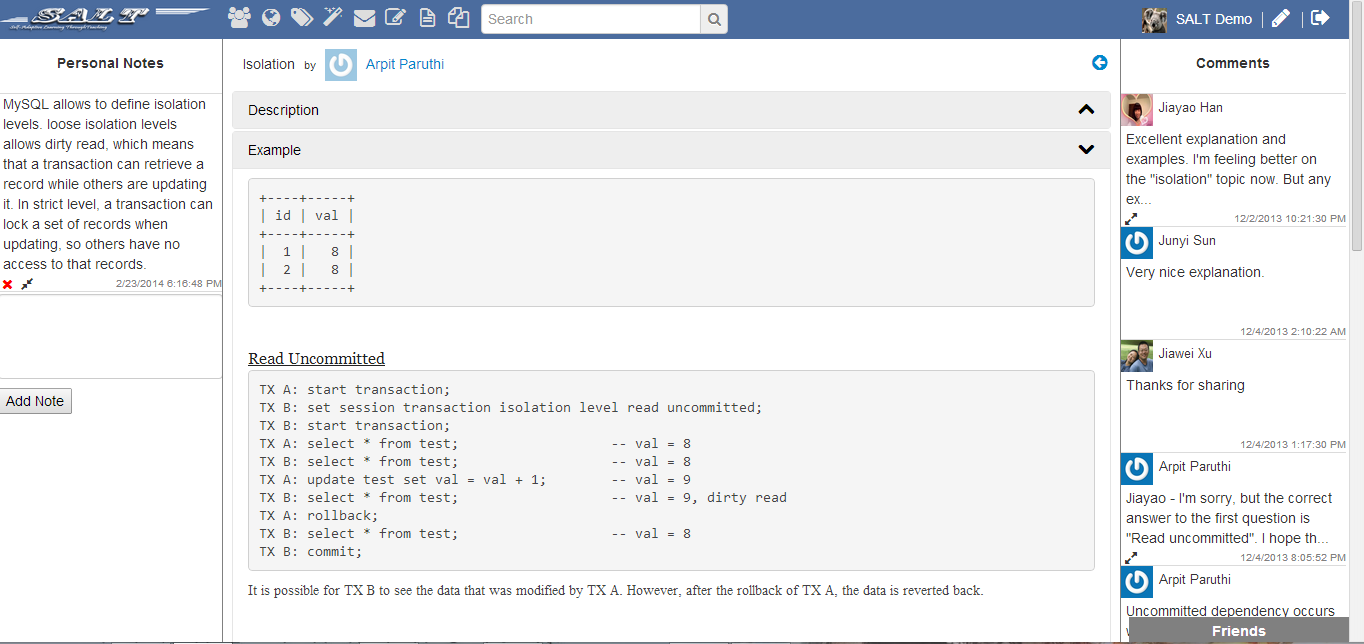 SALT
Search
SALT Demo
Personal Notes
MySQL allows to define isolation
levels. loose isolation levels
allows dirty read, which means
that a transaction can retrieve a
record while others are updating
it. In strict level, a transaction can
lock a set of records when
updating, so others have no
access to that records.
2/23/2014 6:16:48 PM
Add Note
Isolation by Arpit Paruthi
Description
Example
+----+-----+
| id | val |
+----+-----+
|  1 |   8 |
|  2 |   8 |
+----+-----+
Read Uncommitted
TX A: start transaction;
TX B: set session transaction isolation level read uncommitted;
TX B: start transaction;
TX A: select * from test;                   -- val = 8
TX B: select * from test;                   -- val = 8
TX A: update test set val = val + 1;        -- val = 9
TX B: select * from test;                   -- val = 9, dirty read
TX A: rollback;
TX B: select * from test;                   -- val = 8
TX B: commit;
It is possible for TX B to see the data that was modified by TX A. However, after the rollback of TX A, the data is reverted back.
Comments
Jiayao Han
Excellent explanation and
examples. I'm feeling better on
the "isolation" topic now. But any
ex...
12/2/2013 10:21:30 PM
Junyi Sun
Very nice explanation.
12/4/2013 2:10:22 AM
Jiawei Xu
Thanks for sharing
12/4/2013 1:17:30 PM
Arpit Paruthi
Jiayao - I'm sorry, but the correct
answer to the first question is
"Read uncommitted". I hope th...
12/4/2013 8:05:52 PM
Arpit Paruthi
Uncommitted dependency occurs
Friends